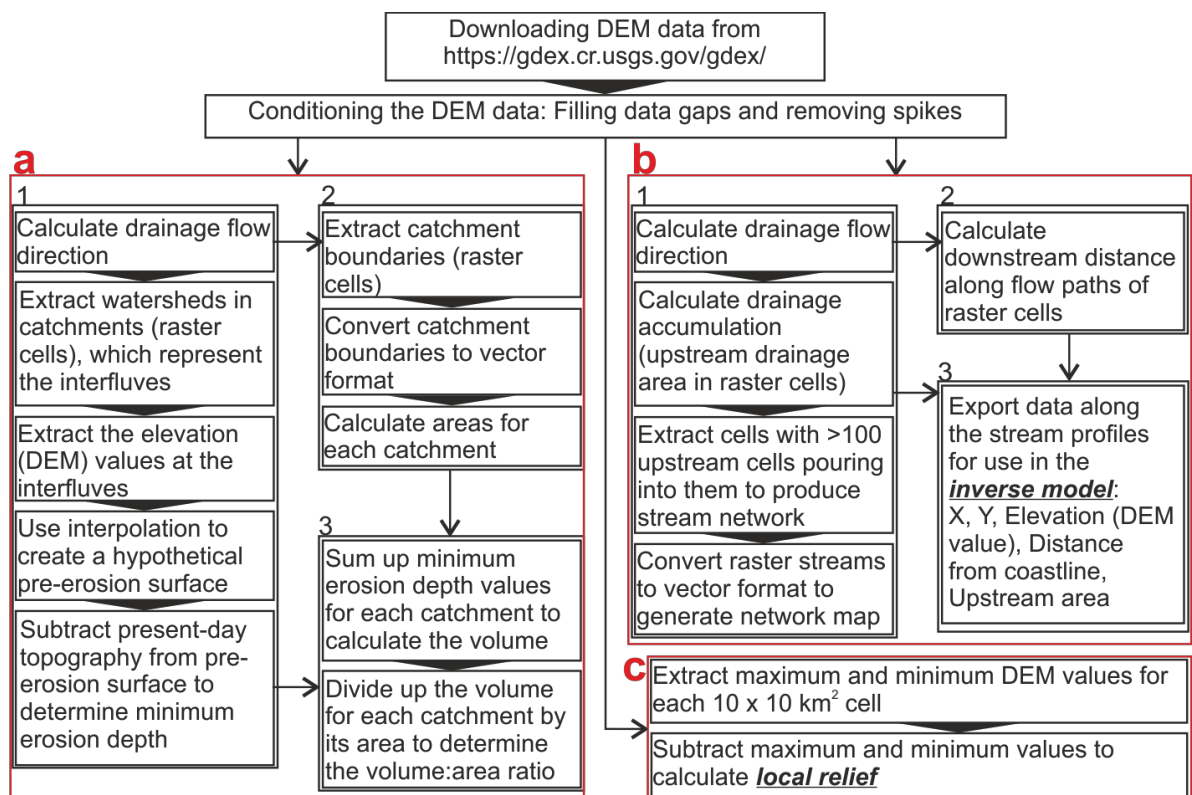 Downloading DEM data from
https://gdex.cr.usgs.gov/gdex/
Conditioning the DEM data: Filling data gaps and removing spikes
a
1
Calculate drainage flow
direction
Extract watersheds in
catchments (raster
cells), which represent
the interfluves
Extract the elevation
(DEM) values at the
interfluves
Use interpolation to
create a hypothetical
pre-erosion surface
Subtract present-day
topography from pre-
erosion surface to
determine minimum
erosion depth
2
Extract catchment
boundaries (raster
cells)
Convert catchment
boundaries to vector
format
Calculate areas for
each catchment
3
Sum up minimum
erosion depth values
for each catchment to
calculate the volume
Divide up the volume
for each catchment by
its area to determine
the volume:area ratio
b
1
Calculate drainage flow
direction
Calculate drainage
accumulation
(upstream drainage
area in raster cells)
Extract cells with >100
upstream cells pouring
into them to produce
stream network
Convert raster streams
to vector format to
generate network map
2
Calculate
downstream distance
along flow paths of
raster cells
3
Export data along
the stream profiles
for use in the
inverse model:
X, Y, Elevation (DEM
value), Distance
from coastline,
Upstream area
c
Extract maximum and minimum DEM values for
each 10 x 10 km² cell
Subtract maximum and minimum values to
calculate local relief